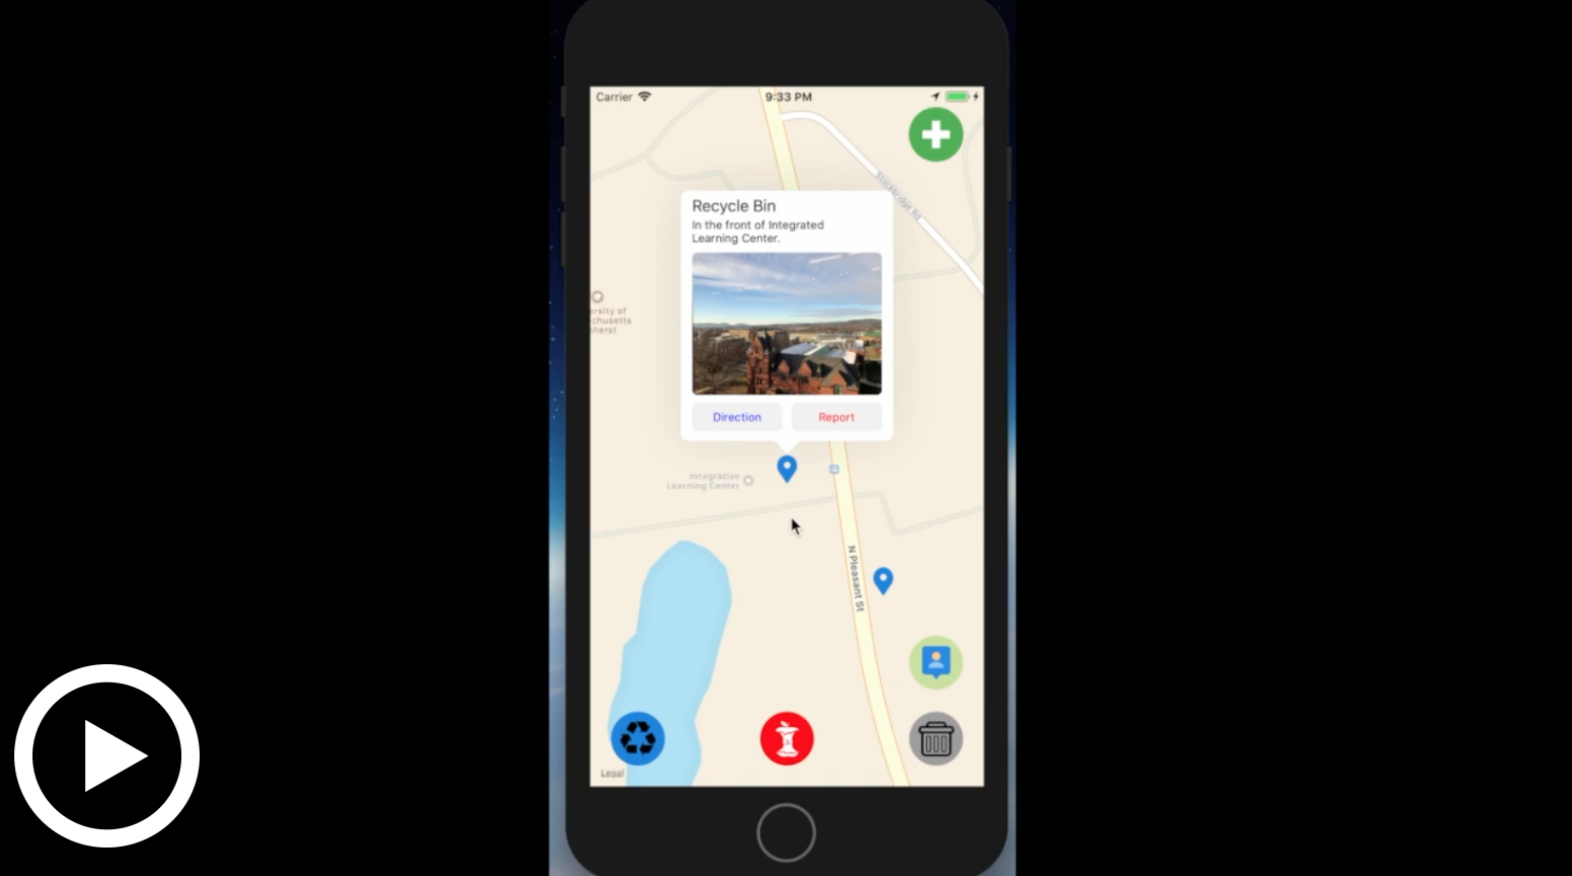 Carrier
9:33 PM
Stockbridge Rd
Recycle Bin
In the front of Integrated
Learning Center.
ersity of
chusetts
herst
Direction
Report
Integrative
Learning Center
N Pleasant St
Legal